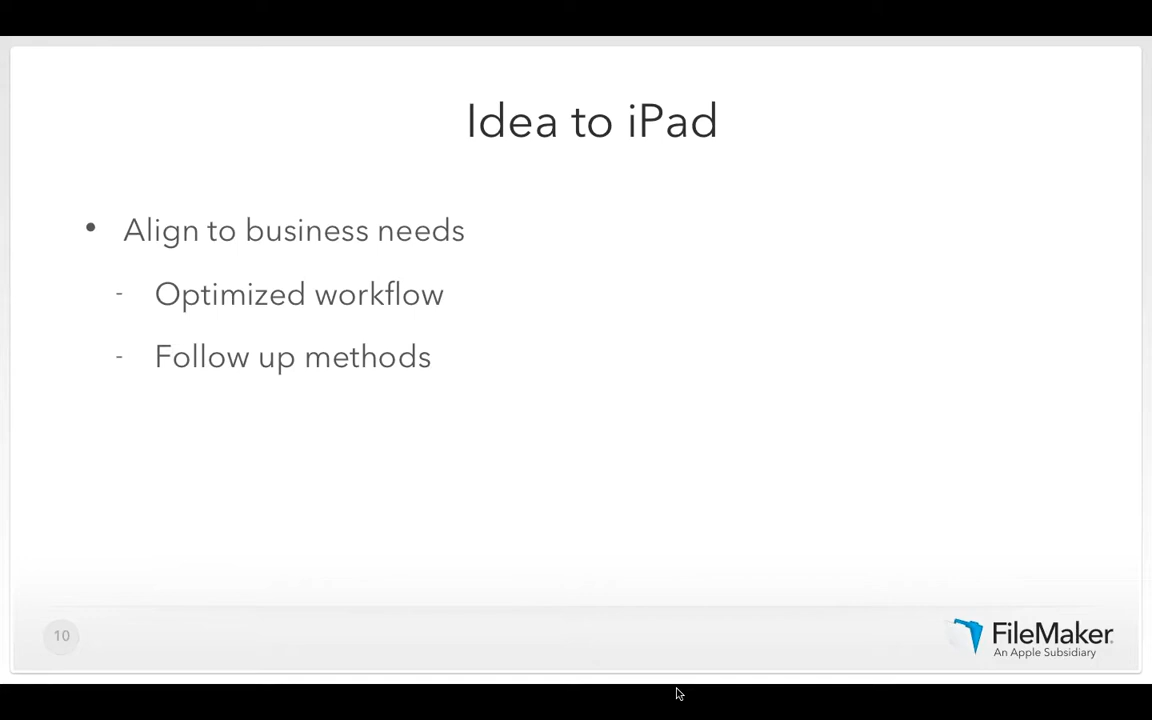 Idea to iPad
• Align to business needs
- Optimized workflow
- Follow up methods
10
FileMaker
An Apple Subsidiary